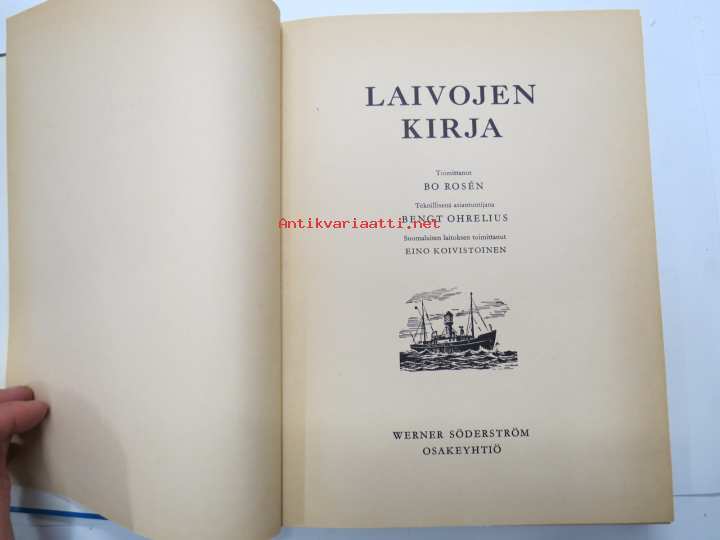 LAIVOJEN
KIRJA
Toimittanut
BO ROSÉN
Teknillisenä asiantuntijana
Antikvariaatti.net
BENGT OHRELIUS
Suomalaisen laitoksen toimittanut
EINO KOIVISTOINEN
WERNER SÖDERSTRÖM
OSAKEYHTIÖ